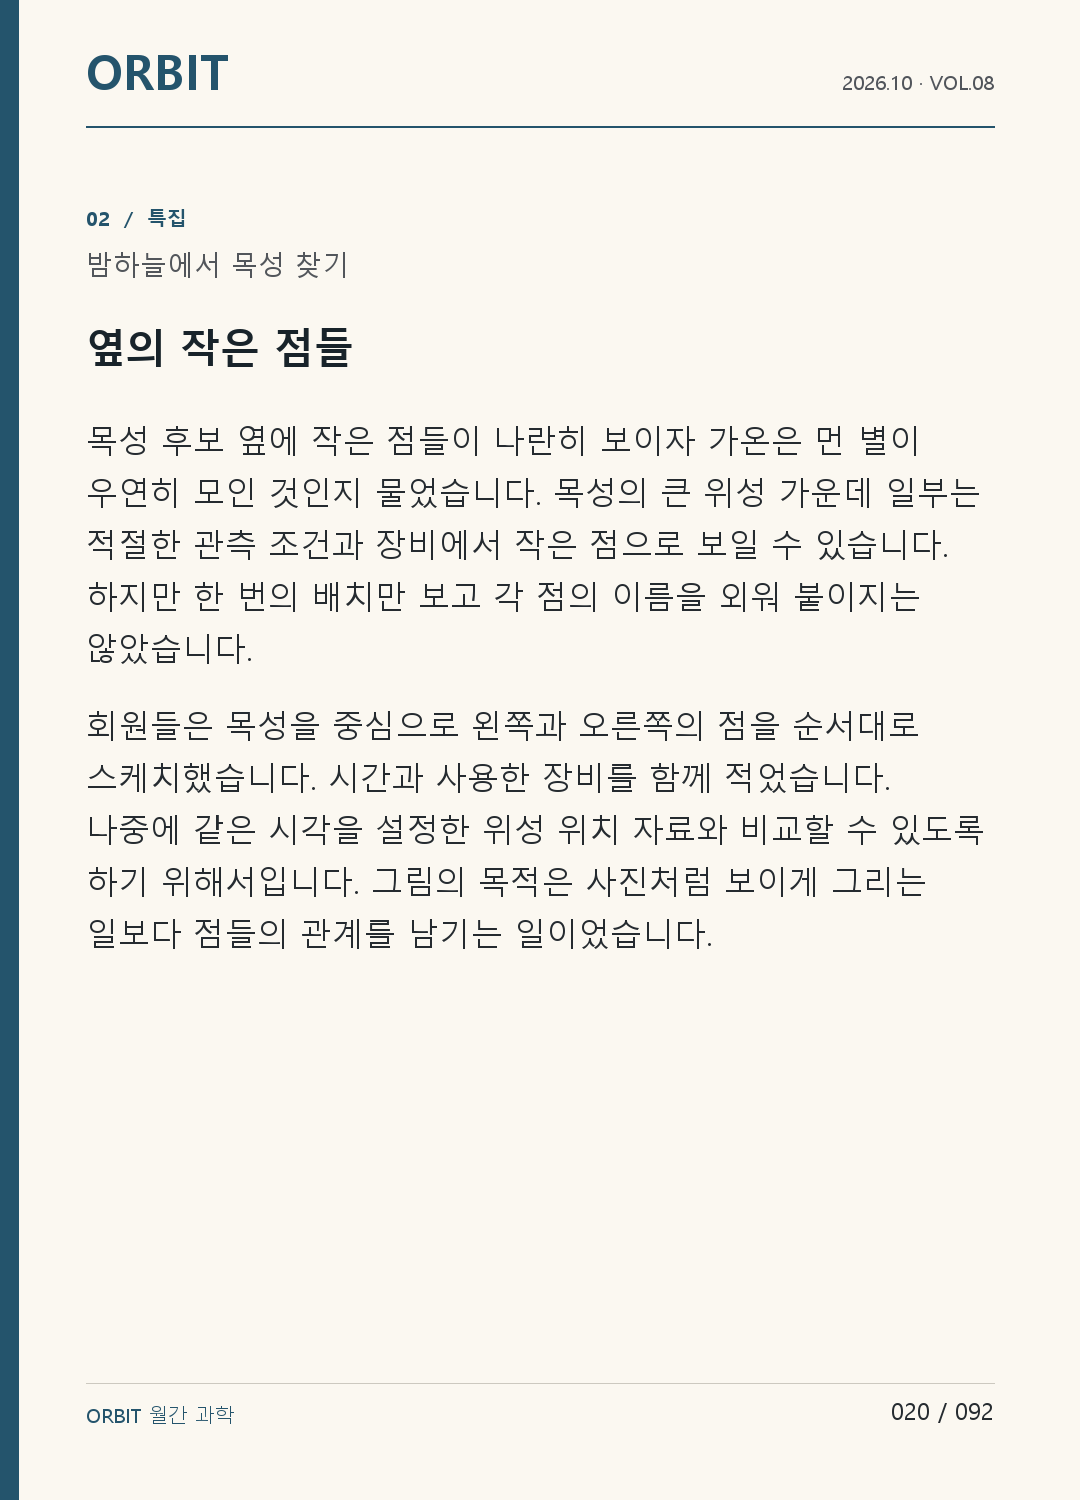 ORBIT
2026.10 · VOL.08
02 / 특집
밤하늘에서 목성 찾기
옆의 작은 점들
목성 후보 옆에 작은 점들이 나란히 보이자 가온은 먼 별이
우연히 모인 것인지 물었습니다. 목성의 큰 위성 가운데 일부는
적절한 관측 조건과 장비에서 작은 점으로 보일 수 있습니다.
하지만 한 번의 배치만 보고 각 점의 이름을 외워 붙이지는
않았습니다.
회원들은 목성을 중심으로 왼쪽과 오른쪽의 점을 순서대로
스케치했습니다. 시간과 사용한 장비를 함께 적었습니다.
나중에 같은 시각을 설정한 위성 위치 자료와 비교할 수 있도록
하기 위해서입니다. 그림의 목적은 사진처럼 보이게 그리는
일보다 점들의 관계를 남기는 일이었습니다.
ORBIT 월간 과학
020 / 092